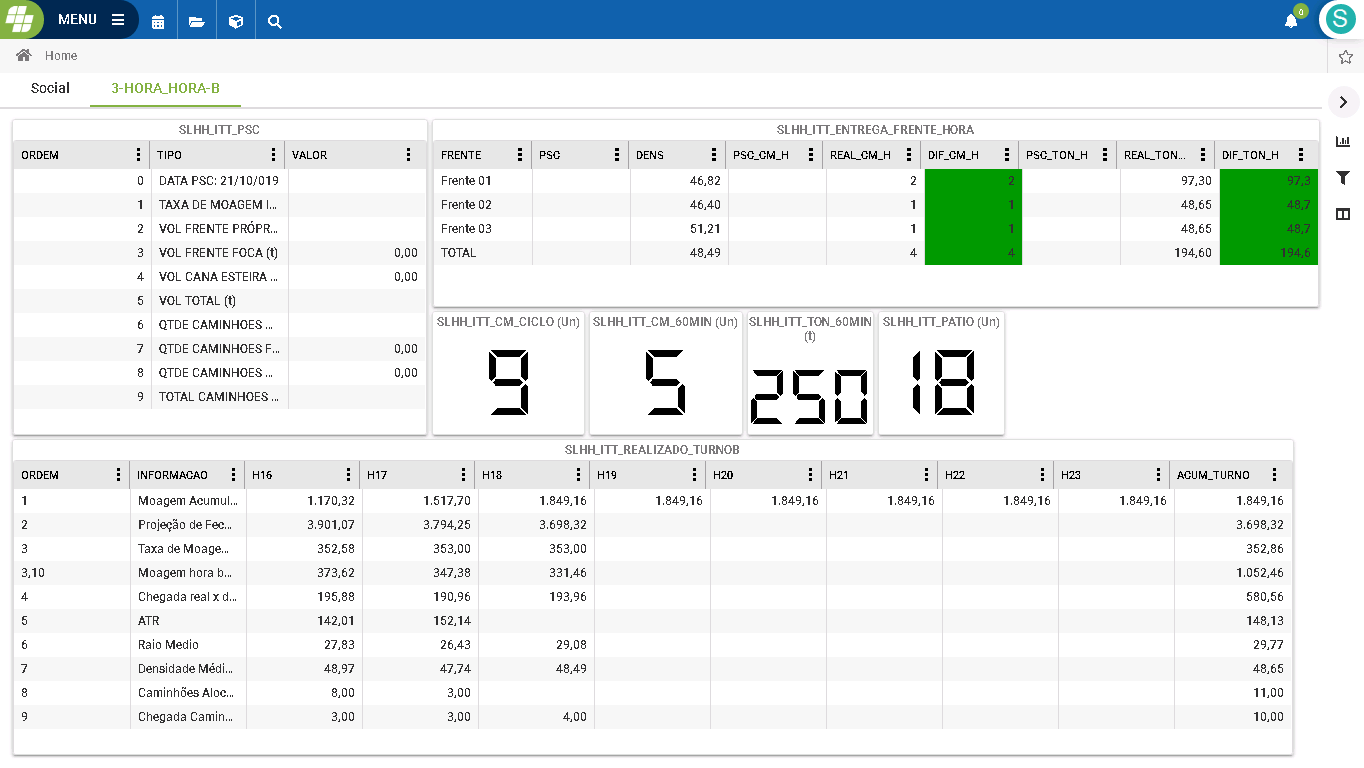 MENU
0
S
Home
Social 3-HORA_HORA-B
SLHH_ITT_PSC
ORDEM TIPO VALOR
0 DATA PSC: 21/10/019
1 TAXA DE MOAGEM I...
2 VOL FRENTE PRÓPR...
3 VOL FRENTE FOCA (t) 0,00
4 VOL CANA ESTEIRA ... 0,00
5 VOL TOTAL (t)
6 QTDE CAMINHOES ...
7 QTDE CAMINHOES F... 0,00
8 QTDE CAMINHOES ... 0,00
9 TOTAL CAMINHOES ...
SLHH_ITT_ENTREGA_FRENTE_HORA
FRENTE PSC DENS PSC_CM_H REAL_CM_H DIF_CM_H PSC_TON_H REAL_TON... DIF_TON_H
Frente 01 46,82 2 2 97,30 97,3
Frente 02 46,40 1 1 48,65 48,7
Frente 03 51,21 1 1 48,65 48,7
TOTAL 48,49 4 4 194,60 194,6
SLHH_ITT_CM_CICLO (Un)
9
SLHH_ITT_CM_60MIN (Un)
5
SLHH_ITT_TON_60MIN
(t)
250
SLHH_ITT_PATIO (Un)
18
SLHH_ITT_REALIZADO_TURNOB
ORDEM INFORMACAO H16 H17 H18 H19 H20 H21 H22 H23 AGUM_TURNO
1 Moagem Acumul... 1.170,32 1.517,70 1.849,16 1.849,16 1.849,16 1.849,16 1.849,16 1.849,16 1.849,16
2 Projeção de Fec... 3.901,07 3.794,25 3.698,32 3.698,32
3 Taxa de Moage... 352,58 353,00 353,00 352,86
3,10 Moagem hora b... 373,62 347,38 331,46 1.052,46
4 Chegada real x d... 195,88 190,96 193,96 580,56
5 ATR 142,01 152,14 148,13
6 Raio Medio 27,83 26,43 29,08 29,77
7 Densidade Médi... 48,97 47,74 48,49 48,65
8 Caminhões Aloc... 8,00 3,00 11,00
9 Chegada Camin... 3,00 3,00 4,00 10,00